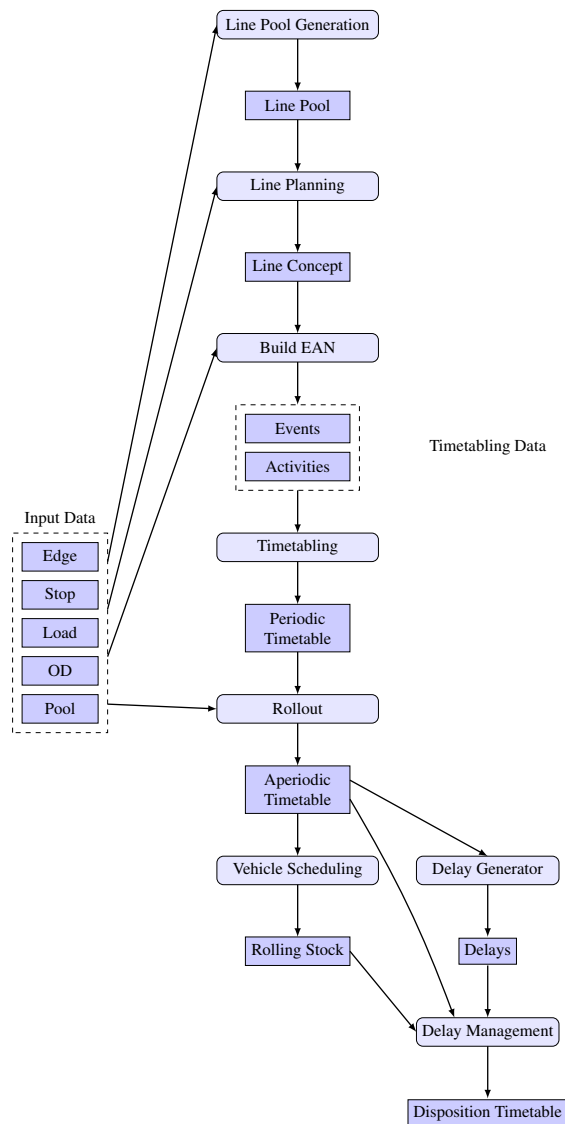 Line Pool Generation
Line Pool
Line Planning
Line Concept
Build EAN
Events
Activities
Timetabling Data
Input Data
Edge
Stop
Load
OD
Pool
Timetabling
Periodic
Timetable
Rollout
Aperiodic
Timetable
Vehicle Scheduling
Delay Generator
Rolling Stock
Delays
Delay Management
Disposition Timetable